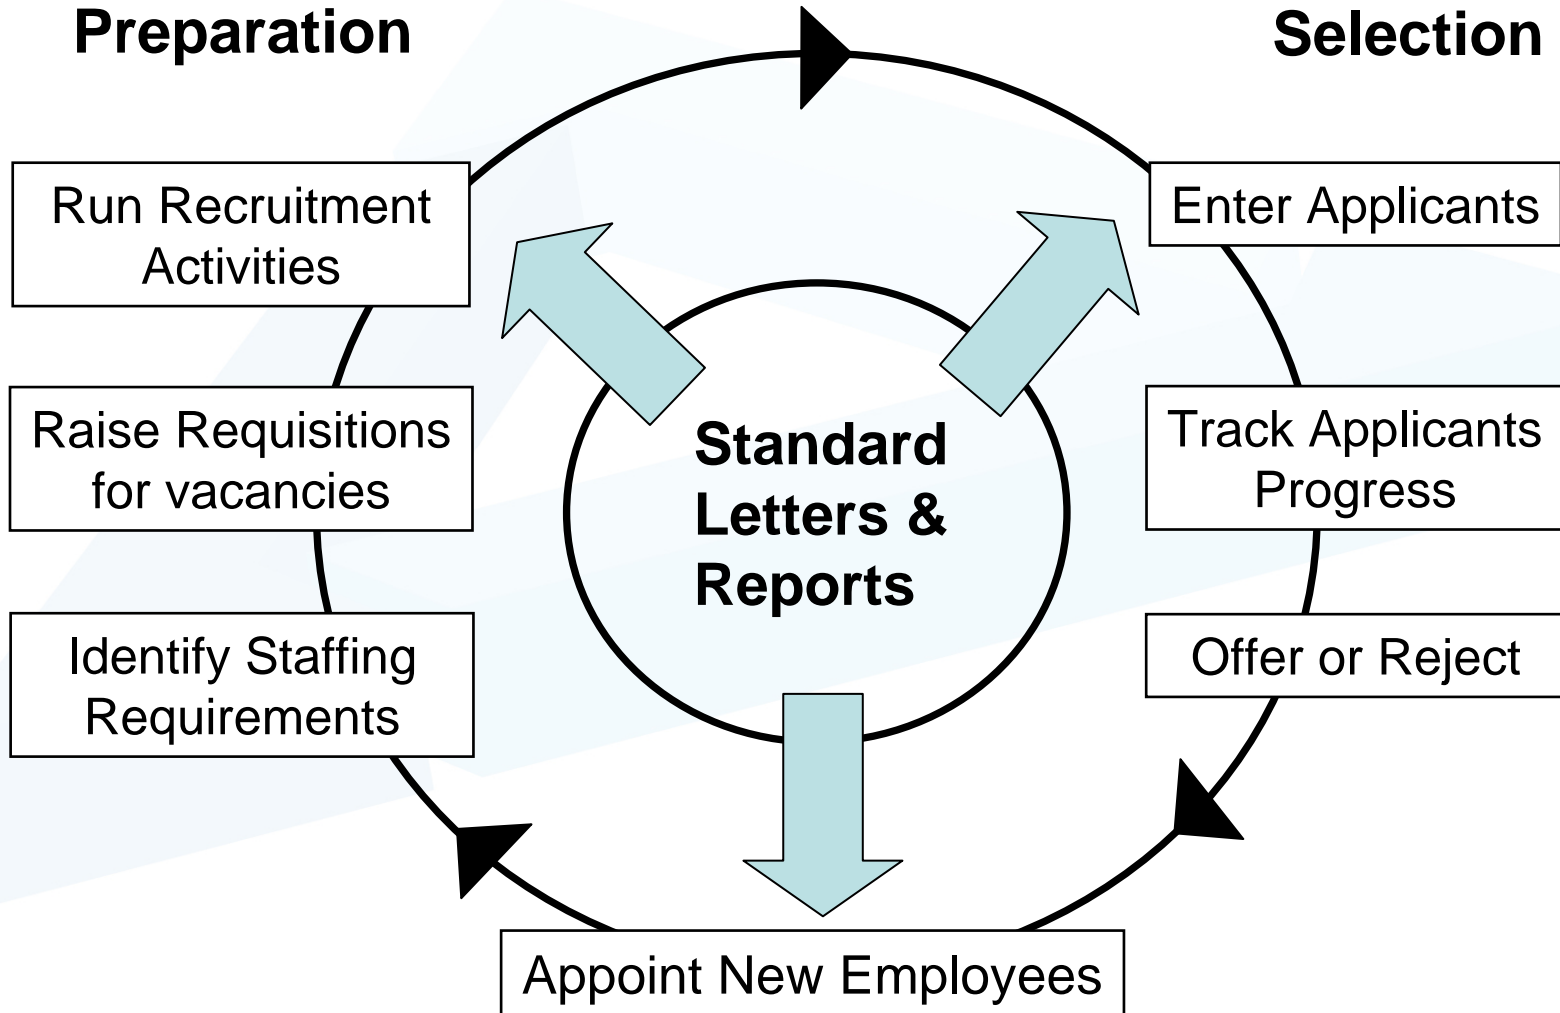 Preparation
Selection
Run Recruitment
Activities
Enter Applicants
Raise Requisitions
for vacancies
Standard
Letters &
Reports
Track Applicants
Progress
Identify Staffing
Requirements
Offer or Reject
Appoint New Employees